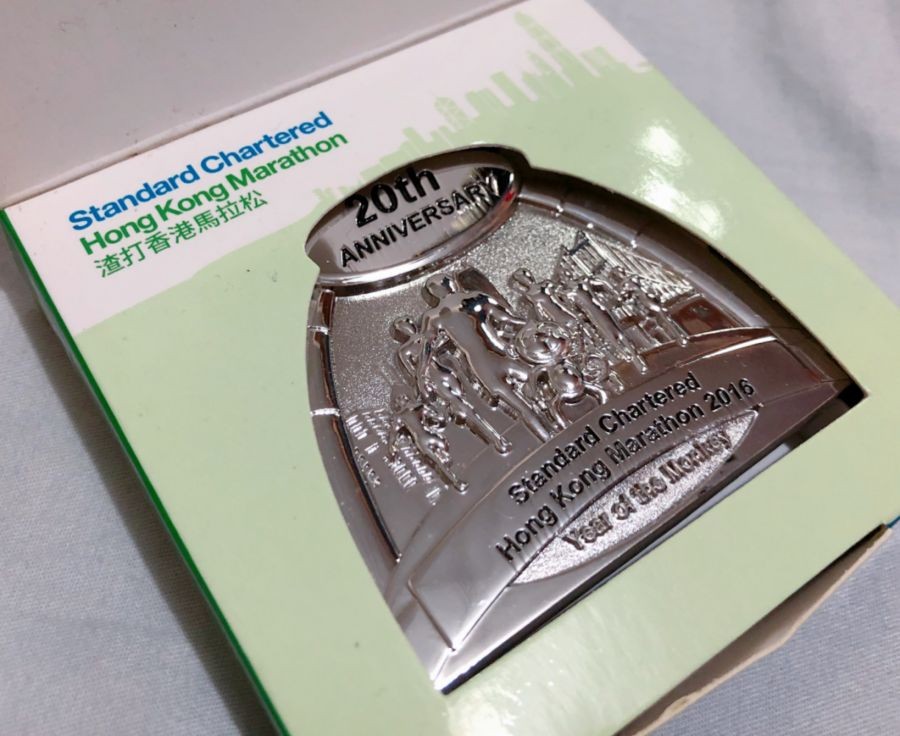 Standard Chartered
Hong Kong Marathon
渣打香港馬拉松
20th
ANNIVERSARY
Standard Chartered
Hong Kong Marathon 2016
Year of the Monkey